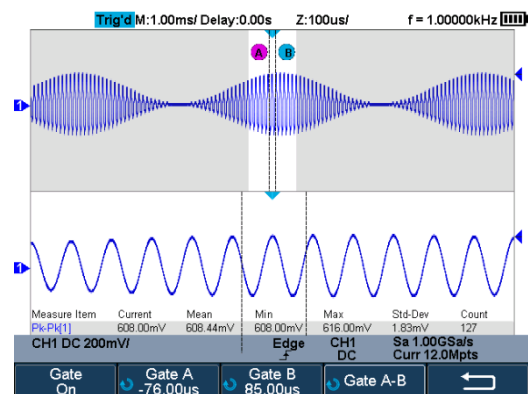 Trig'd M:1.00ms/ Delay:0.00s Z:100us/ f = 1.00000kHz
A B
1
1
Measure Item Current Mean Min Max Std-Dev Count
Pk-Pk[1] 608.00mV 608.44mV 608.00mV 616.00mV 1.83mV 127
CH1 DC 200mV/ Edge CH1 Sa 1.00GSa/s
DC Curr 12.0Mpts
Gate Gate A Gate B Gate A-B
On -76.00us 85.00us